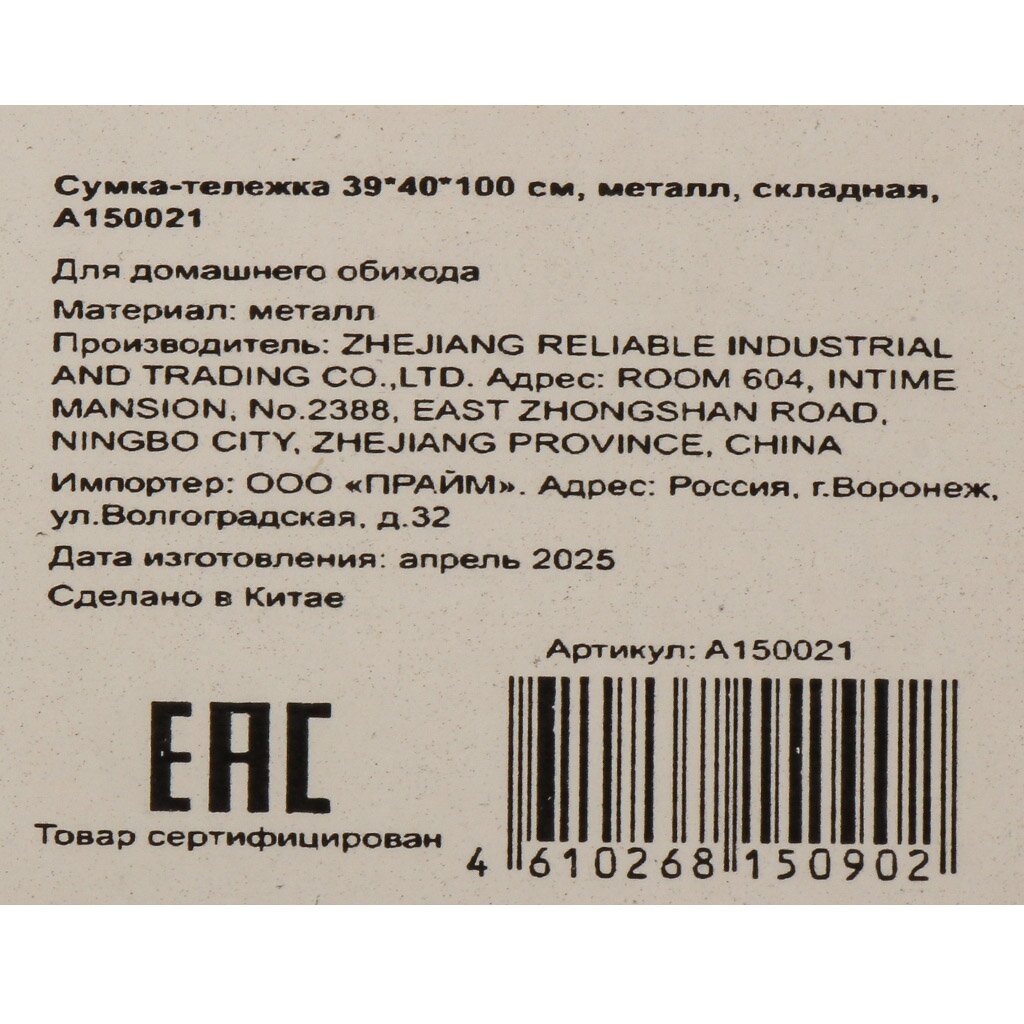 Сумка-тележка 39*40*100 см, металл, складная,
А150021
Для домашнего обихода
Материал: металл
Производитель: ZHEJIANG RELIABLE INDUSTRIAL
AND TRADING CO.,LTD. Адрес: ROOM 604, INTIME
MANSION, No.2388, EAST ZHONGSHAN ROAD,
NINGBO CITY, ZHEJIANG PROVINCE, CHINA
Импортер: ООО «ПРАЙМ». Адрес: Россия, г.Воронеж,
ул.Волгоградская, д.32
Дата изготовления: апрель 2025
Сделано в Китае
Артикул: А150021
EAC
Товар сертифицирован
4 610268 150902